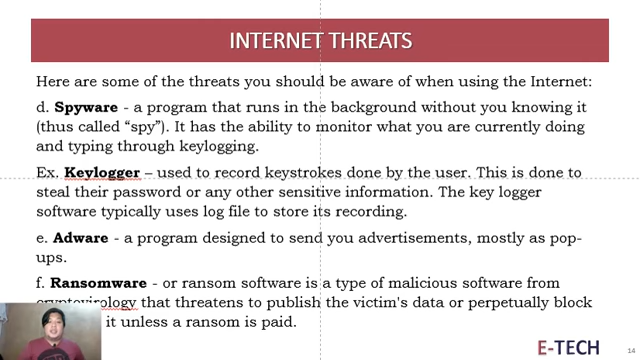 INTERNET THREATS
Here are some of the threats you should be aware of when using the Internet:
d. Spyware - a program that runs in the background without you knowing it
(thus called “spy”). It has the ability to monitor what you are currently doing
and typing through keylogging.
Ex. Keylogger – used to record keystrokes done by the user. This is done to
steal their password or any other sensitive information. The key logger
software typically uses log file to store its recording.
e. Adware - a program designed to send you advertisements, mostly as pop-
ups.
f. Ransomware - or ransom software is a type of malicious software from
cryptovirology that threatens to publish the victim's data or perpetually block
it unless a ransom is paid.
E-TECH
14